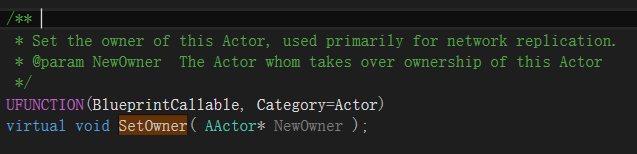 /**
 * Set the owner of this Actor, used primarily for network replication.
 * @param NewOwner  The Actor whom takes over ownership of this Actor
 */
UFUNCTION(BlueprintCallable, Category=Actor)
virtual void SetOwner( AActor* NewOwner );